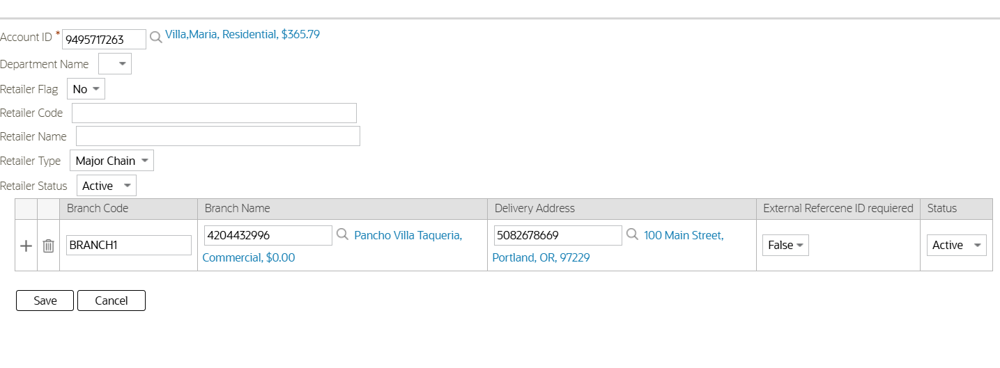 Account ID * 9495717263 Villa,Maria, Residential, $365.79
Department Name
Retailer Flag No
Retailer Code
Retailer Name
Retailer Type Major Chain
Retailer Status Active
Branch Code Branch Name Delivery Address External Refercene ID requiered Status
BRANCH1 4204432996 Pancho Villa Taqueria, Commercial, $0.00 5082678669 100 Main Street, Portland, OR, 97229 False Active
Save Cancel